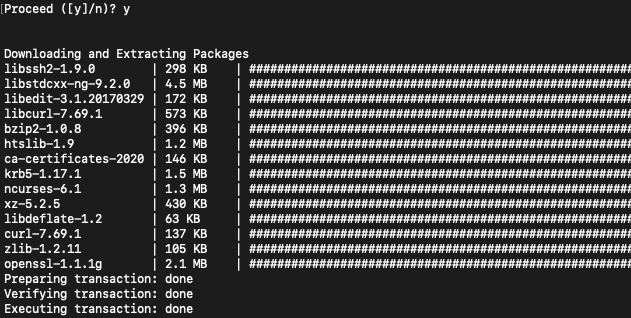 Proceed ([y]/n)? y
Downloading and Extracting Packages
libssh2-1.9.0 | 298 KB | ######################################################
libstdcxx-ng-9.2.0 | 4.5 MB | ######################################################
libedit-3.1.20170329 | 172 KB | ######################################################
libcurl-7.69.1 | 573 KB | ######################################################
bzip2-1.0.8 | 396 KB | ######################################################
htslib-1.9 | 1.2 MB | ######################################################
ca-certificates-2020 | 146 KB | ######################################################
krb5-1.17.1 | 1.5 MB | ######################################################
ncurses-6.1 | 1.3 MB | ######################################################
xz-5.2.5 | 430 KB | ######################################################
libdeflate-1.2 | 63 KB | ######################################################
curl-7.69.1 | 137 KB | ######################################################
zlib-1.2.11 | 105 KB | ######################################################
openssl-1.1.1g | 2.1 MB | ######################################################
Preparing transaction: done
Verifying transaction: done
Executing transaction: done